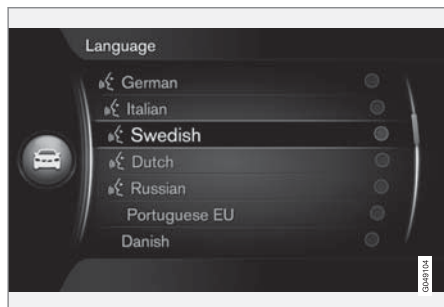 Language
German
Italian
Swedish
Dutch
Russian
Portuguese EU
Danish
G049104